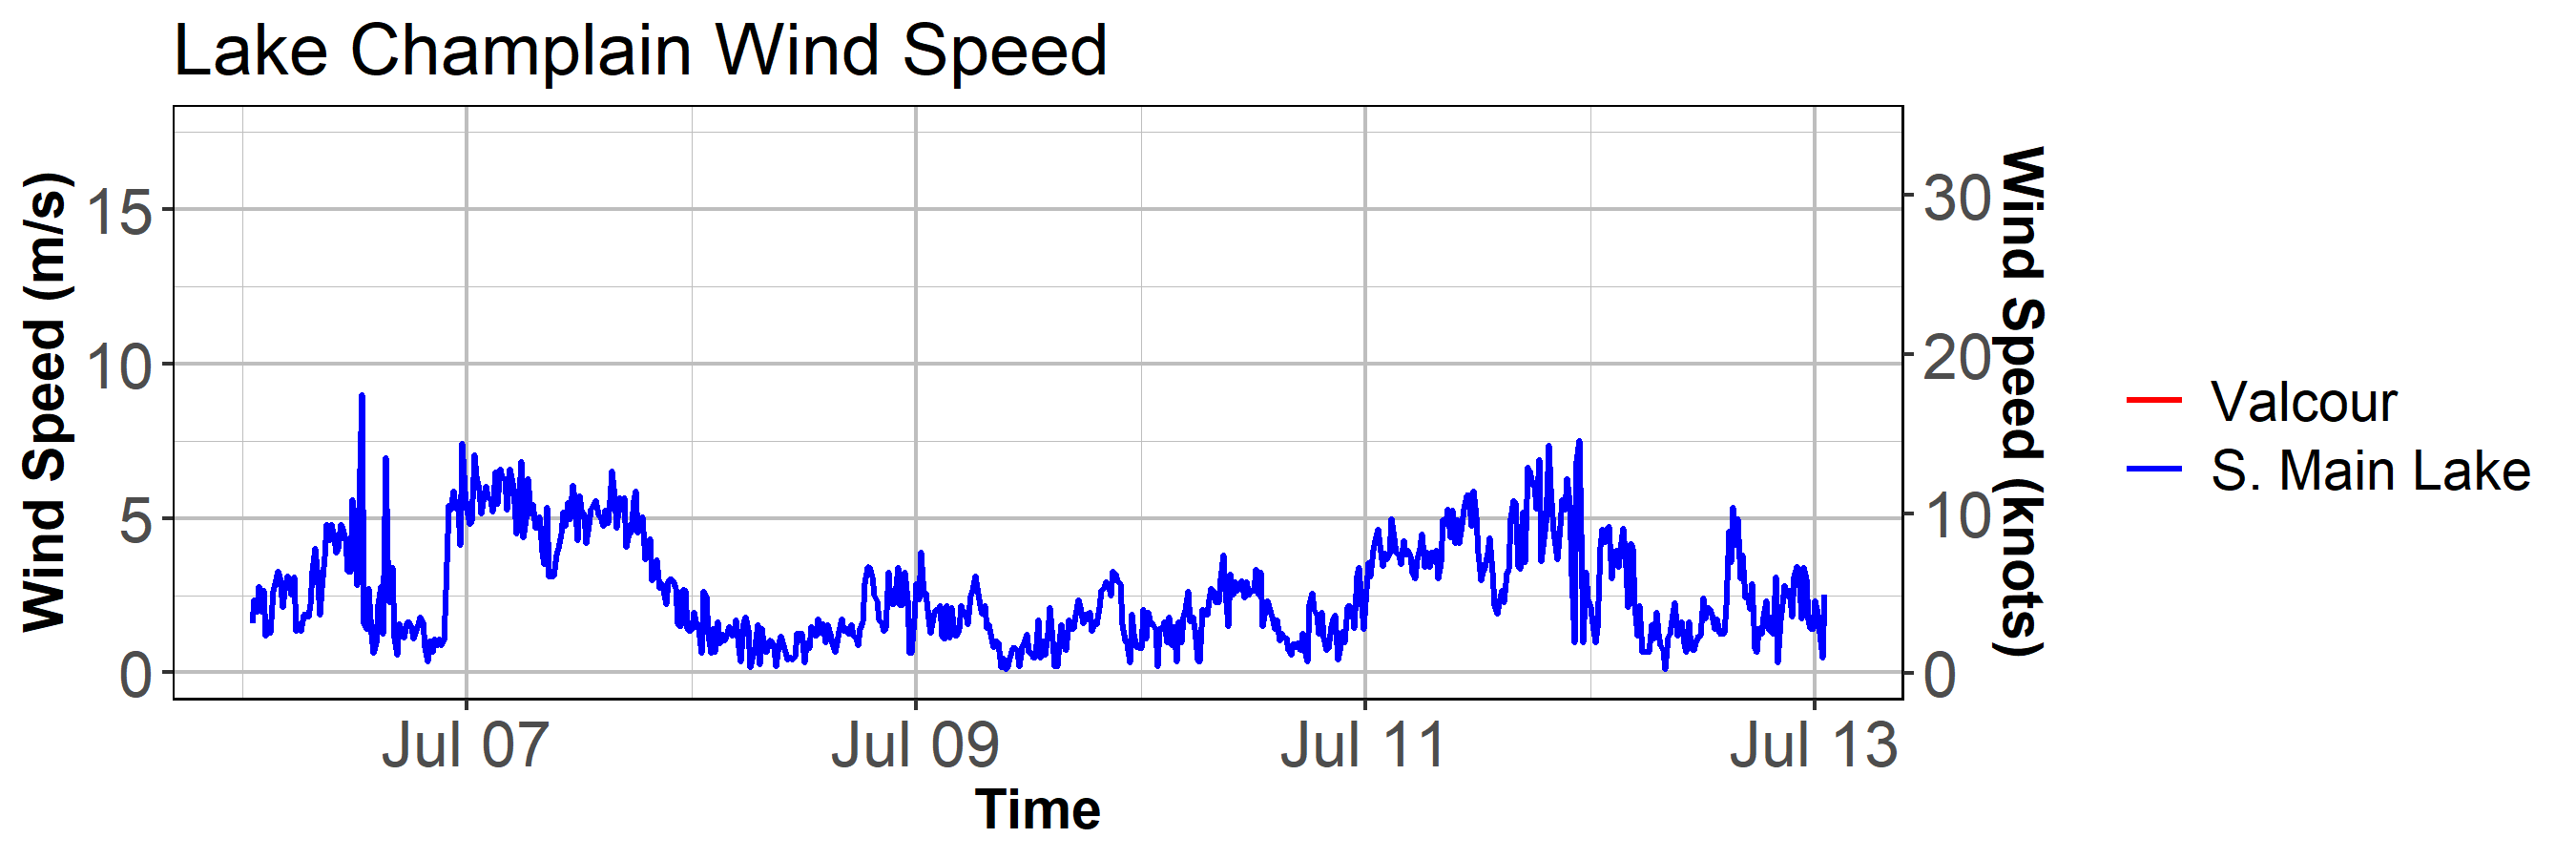 Lake Champlain Wind Speed
Wind Speed (m/s)
15
10
5
0
30
20
10
0
Wind Speed (knots)
Jul 07
Jul 09
Jul 11
Jul 13
Time
Valcour
S. Main Lake